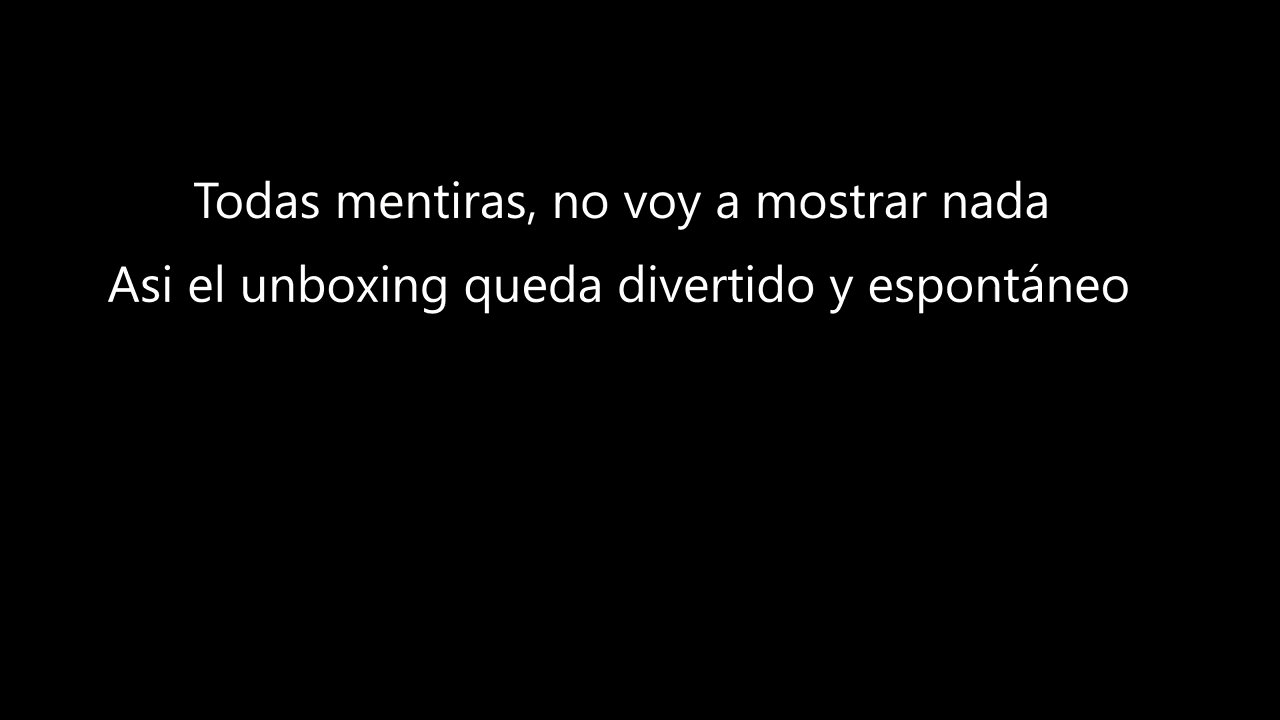 Todas mentiras, no voy a mostrar nada
Asi el unboxing queda divertido y espontáneo